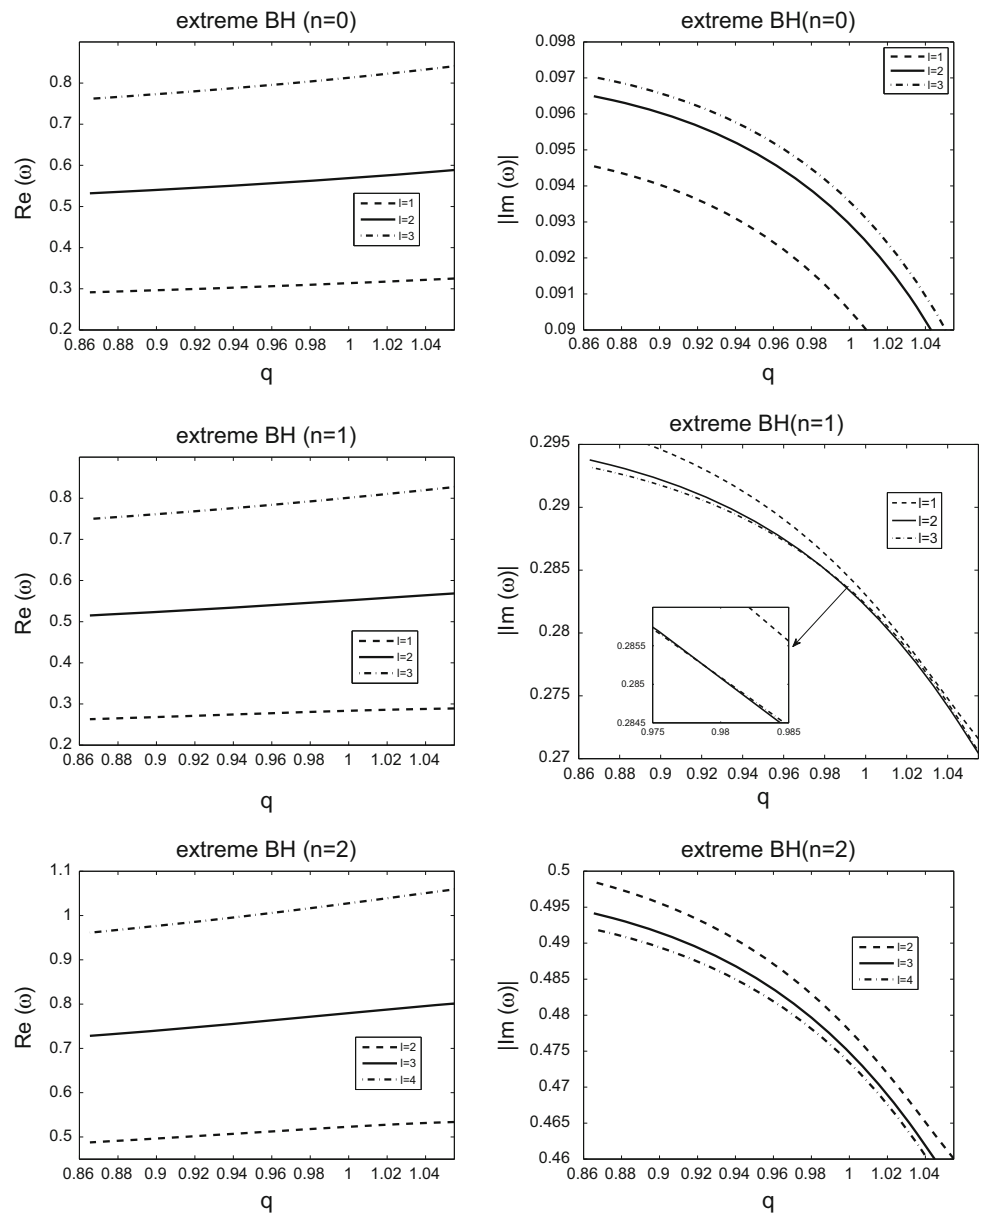 extreme BH (n=0)
Re (ω)
0.8
0.7
0.6
0.5
0.4
0.3
0.2
l=1
l=2
l=3
0.86 0.88 0.9 0.92 0.94 0.96 0.98 1 1.02 1.04
q
extreme BH(n=0)
|Im (ω)|
0.098
0.097
0.096
0.095
0.094
0.093
0.092
0.091
0.09
l=1
l=2
l=3
0.86 0.88 0.9 0.92 0.94 0.96 0.98 1 1.02 1.04
q
extreme BH (n=1)
Re (ω)
0.8
0.7
0.6
0.5
0.4
0.3
0.2
l=1
l=2
l=3
0.86 0.88 0.9 0.92 0.94 0.96 0.98 1 1.02 1.04
q
extreme BH(n=1)
|Im (ω)|
0.295
0.29
0.285
0.28
0.275
0.27
l=1
l=2
l=3
0.2855
0.285
0.2845
0.975 0.98 0.985
0.86 0.88 0.9 0.92 0.94 0.96 0.98 1 1.02 1.04
q
extreme BH (n=2)
Re (ω)
1.1
1
0.9
0.8
0.7
0.6
0.5
l=2
l=3
l=4
0.86 0.88 0.9 0.92 0.94 0.96 0.98 1 1.02 1.04
q
extreme BH(n=2)
|Im (ω)|
0.5
0.495
0.49
0.485
0.48
0.475
0.47
0.465
0.46
l=2
l=3
l=4
0.86 0.88 0.9 0.92 0.94 0.96 0.98 1 1.02 1.04
q